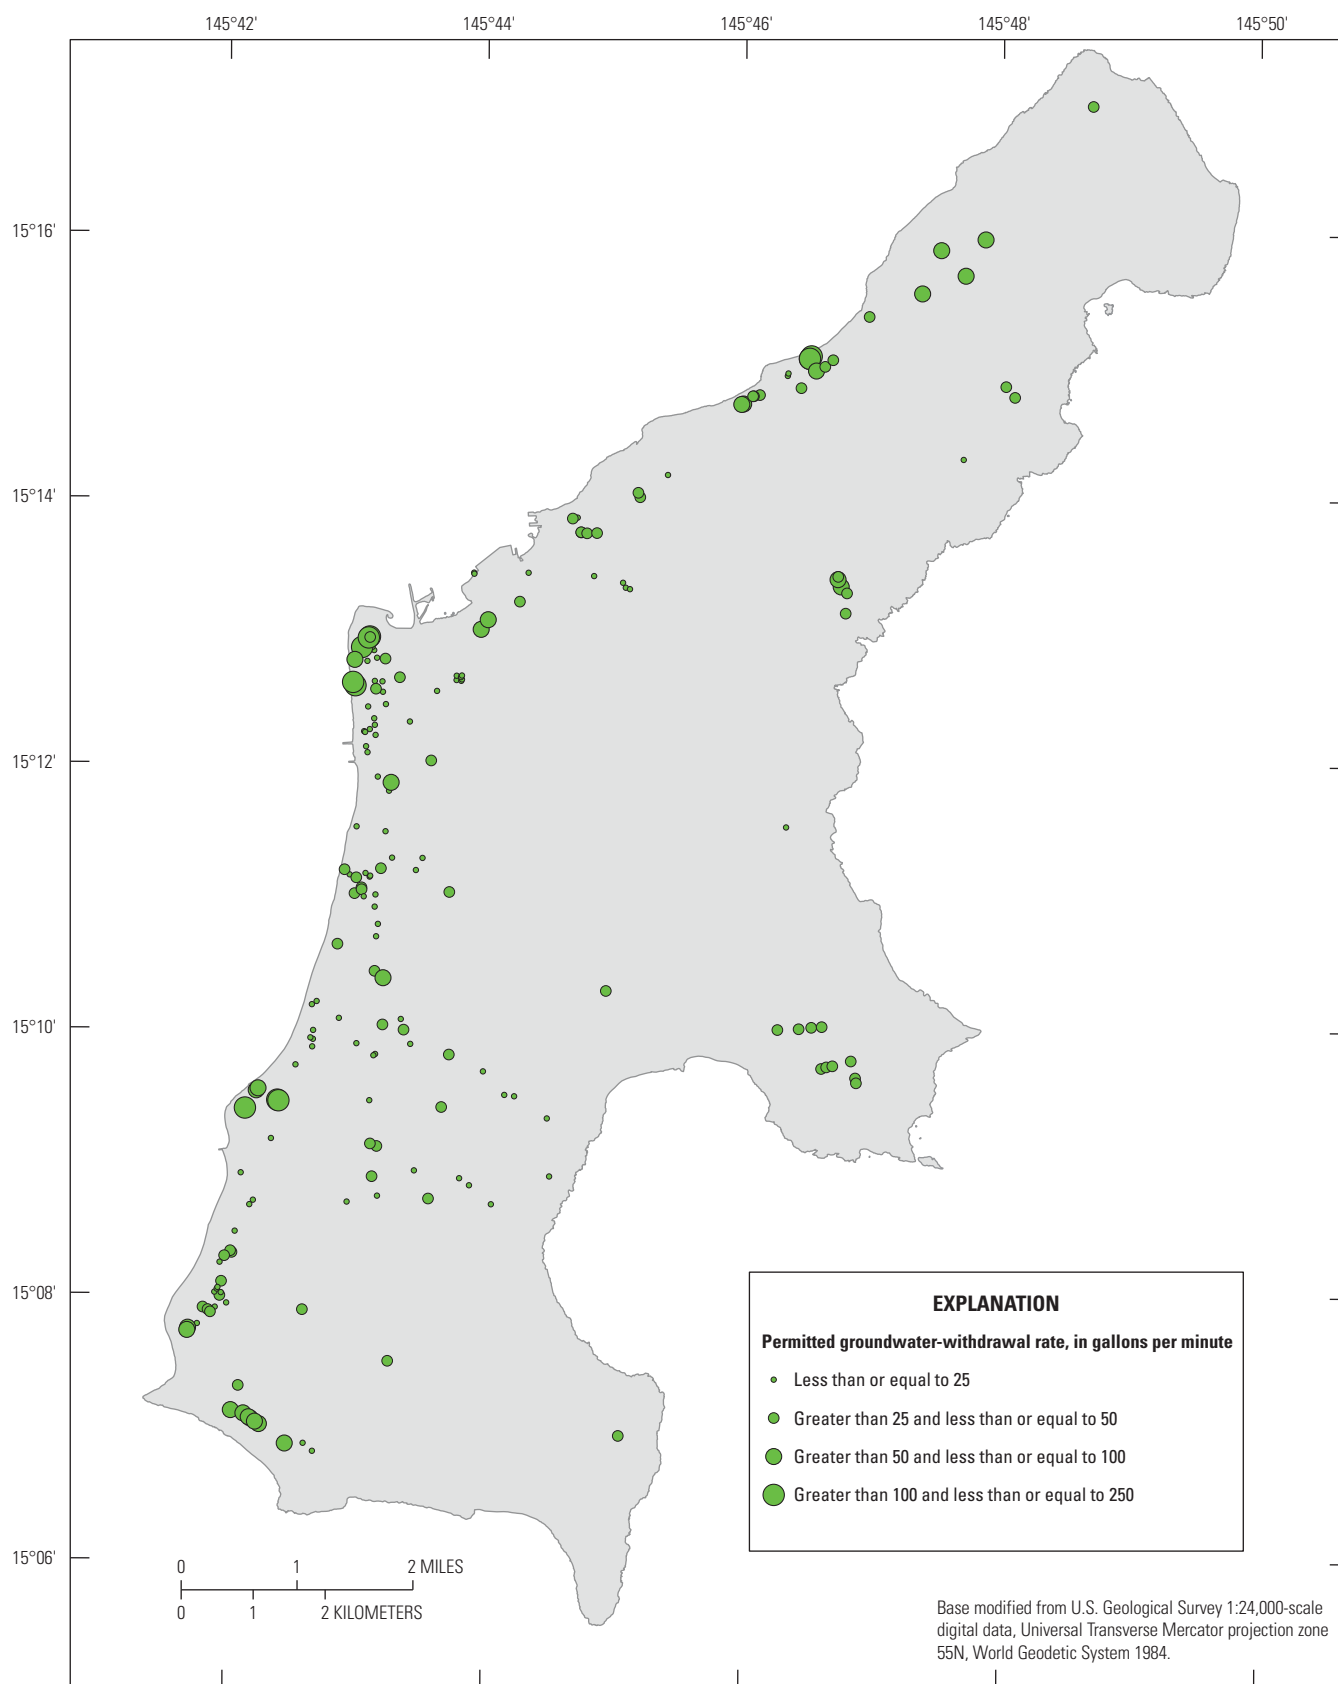 145°42'
145°44'
145°46'
145°48'
145°50'
15°16'
15°14'
15°12'
15°10'
15°08'
15°06'
EXPLANATION
Permitted groundwater-withdrawal rate, in gallons per minute
Less than or equal to 25
Greater than 25 and less than or equal to 50
Greater than 50 and less than or equal to 100
Greater than 100 and less than or equal to 250
0 1 2 MILES
0 1 2 KILOMETERS
Base modified from U.S. Geological Survey 1:24,000-scale
digital data, Universal Transverse Mercator projection zone
55N, World Geodetic System 1984.